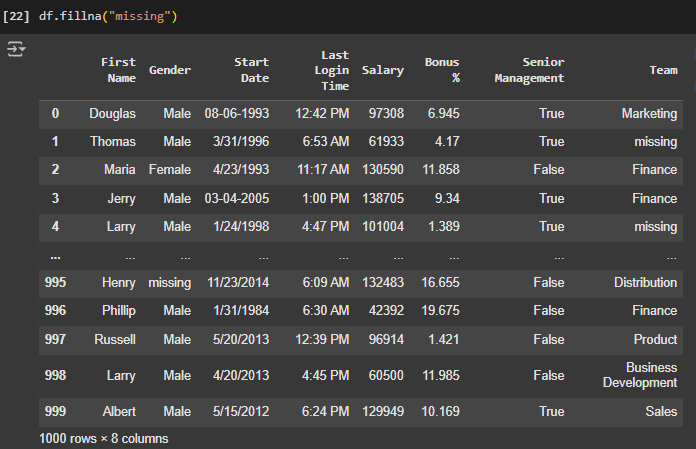 [22] df.fillna("missing")
First Name Gender Start Date Last Login Time Salary Bonus % Senior Management Team
0 Douglas Male 08-06-1993 12:42 PM 97308 6.945 True Marketing
1 Thomas Male 3/31/1996 6:53 AM 61933 4.17 True missing
2 Maria Female 4/23/1993 11:17 AM 130590 11.858 False Finance
3 Jerry Male 03-04-2005 1:00 PM 138705 9.34 True Finance
4 Larry Male 1/24/1998 4:47 PM 101004 1.389 True missing
... ... ... ... ... ... ... ... ...
995 Henry missing 11/23/2014 6:09 AM 132483 16.655 False Distribution
996 Phillip Male 1/31/1984 6:30 AM 42392 19.675 False Finance
997 Russell Male 5/20/2013 12:39 PM 96914 1.421 False Product
998 Larry Male 4/20/2013 4:45 PM 60500 11.985 False Business Development
999 Albert Male 5/15/2012 6:24 PM 129949 10.169 True Sales
1000 rows × 8 columns